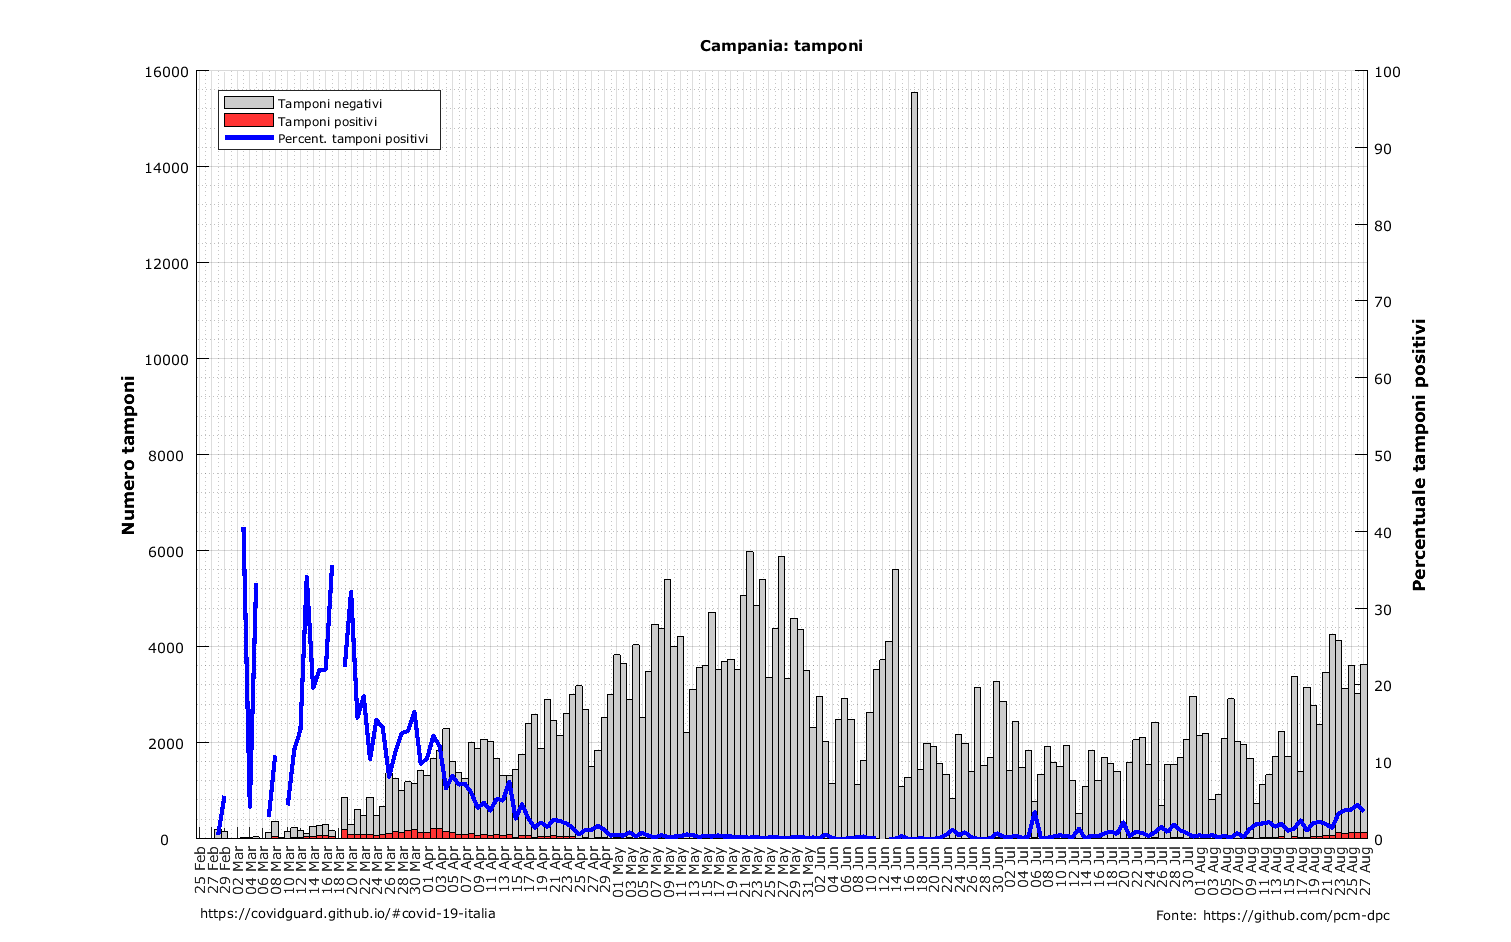 Campania: tamponi
16000
14000
12000
10000
8000
6000
4000
2000
0
Numero tamponi
Tamponi negativi
Tamponi positivi
Percent. tamponi positivi
100
90
80
70
60
50
40
30
20
10
0
Percentuale tamponi positivi
25 Feb
27 Feb
29 Feb
02 Mar
04 Mar
06 Mar
08 Mar
10 Mar
12 Mar
14 Mar
16 Mar
18 Mar
20 Mar
22 Mar
24 Mar
26 Mar
28 Mar
30 Mar
01 Apr
03 Apr
05 Apr
07 Apr
09 Apr
11 Apr
13 Apr
15 Apr
17 Apr
19 Apr
21 Apr
23 Apr
25 Apr
27 Apr
29 Apr
01 May
03 May
05 May
07 May
09 May
11 May
13 May
15 May
17 May
19 May
21 May
23 May
25 May
27 May
29 May
31 May
02 Jun
04 Jun
06 Jun
08 Jun
10 Jun
12 Jun
14 Jun
16 Jun
18 Jun
20 Jun
22 Jun
24 Jun
26 Jun
28 Jun
30 Jun
02 Jul
04 Jul
06 Jul
08 Jul
10 Jul
12 Jul
14 Jul
16 Jul
18 Jul
20 Jul
22 Jul
24 Jul
26 Jul
28 Jul
30 Jul
01 Aug
03 Aug
05 Aug
07 Aug
09 Aug
11 Aug
13 Aug
15 Aug
17 Aug
19 Aug
21 Aug
23 Aug
25 Aug
27 Aug
https://covidguard.github.io/#covid-19-italia
Fonte: https://github.com/pcm-dpc